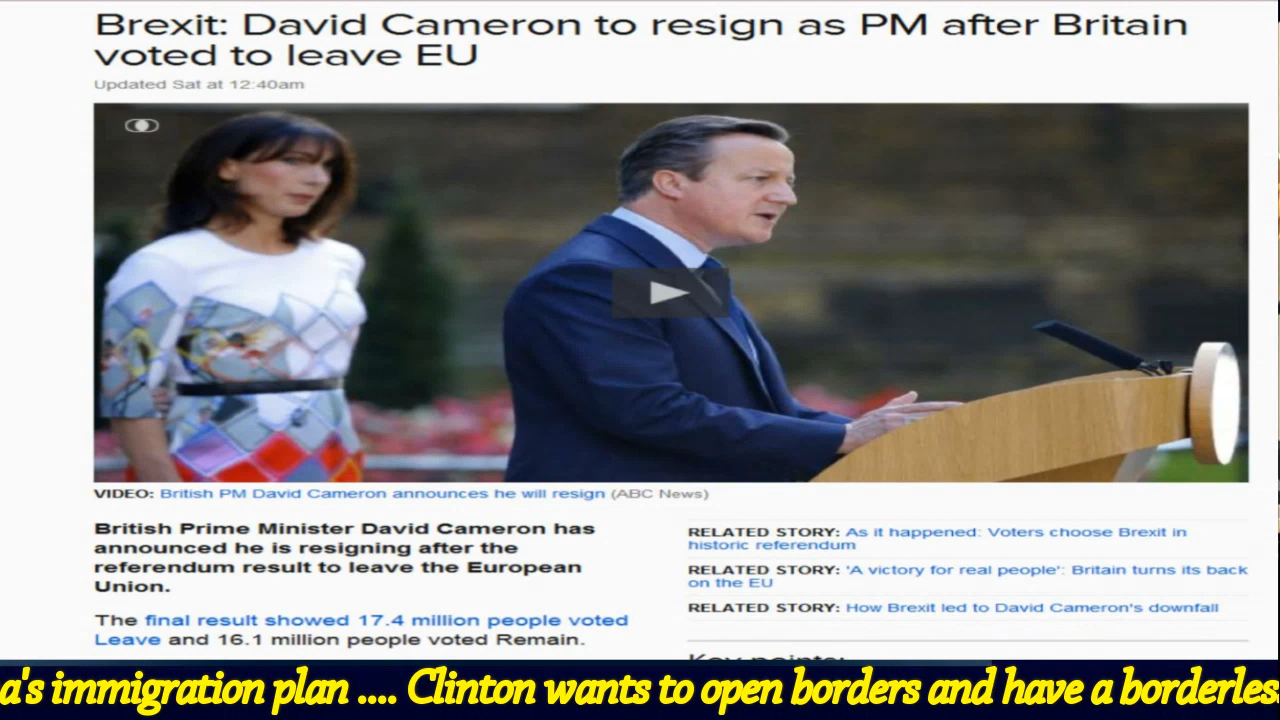 Brexit: David Cameron to resign as PM after Britain
voted to leave EU
Updated Sat at 12:40am
VIDEO: British PM David Cameron announces he will resign (ABC News)
British Prime Minister David Cameron has
announced he is resigning after the
referendum result to leave the European
Union.
The final result showed 17.4 million people voted
Leave and 16.1 million people voted Remain.
RELATED STORY: As it happened: Voters choose Brexit in
historic referendum
RELATED STORY: 'A victory for real people': Britain turns its back
on the EU
RELATED STORY: How Brexit led to David Cameron's downfall
Key points:
a's immigration plan .... Clinton wants to open borders and have a borderles